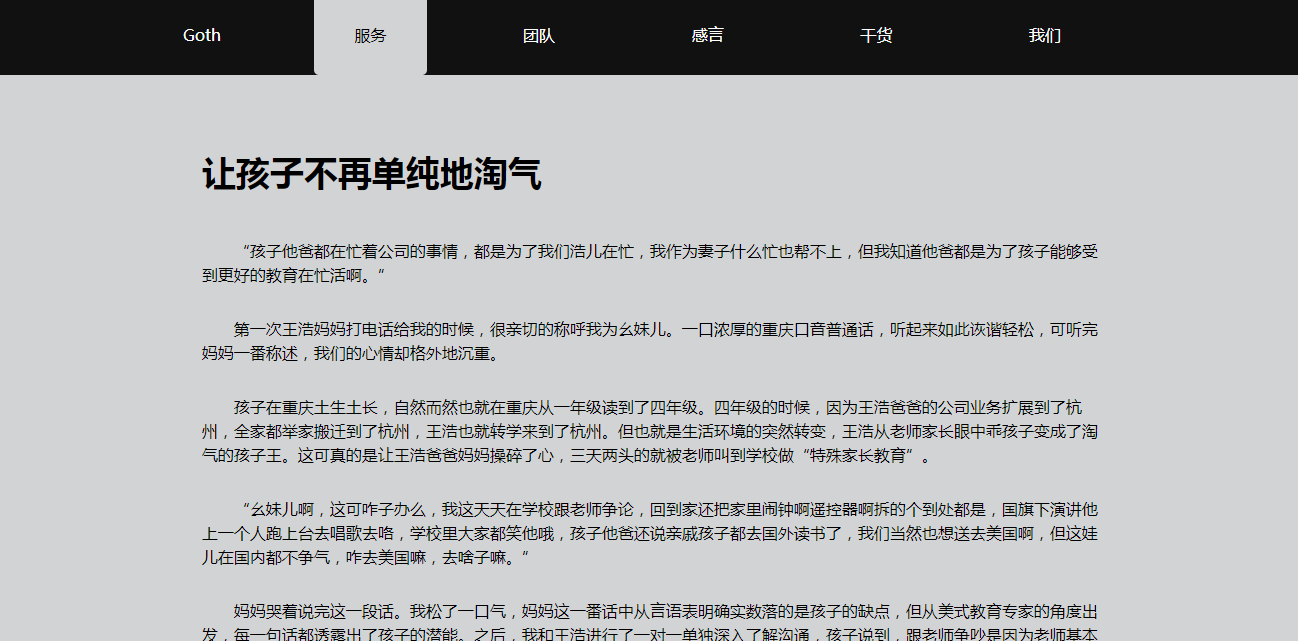 Goth 服务 团队 感言 干货 我们
让孩子不再单纯地淘气
“孩子他爸都在忙着公司的事情，都是为了我们浩儿在忙，我作为妻子什么忙也帮不上，但我知道他爸都是为了孩子能够受
到更好的教育在忙活啊。”
第一次王浩妈妈打电话给我的时候，很亲切的称呼我为幺妹儿。一口浓厚的重庆口音普通话，听起来如此诙谐轻松，可听完
妈妈一番称述，我们的心情却格外地沉重。
孩子在重庆土生土长，自然而然也就在重庆从一年级读到了四年级。四年级的时候，因为王浩爸爸的公司业务扩展到了杭
州，全家都举家搬迁到了杭州，王浩也就转学来到了杭州。但也就是生活环境的突然转变，王浩从老师家长眼中乖孩子变成了淘
气的孩子王。这可真的是让王浩爸爸妈妈操碎了心，三天两头的就被老师叫到学校做“特殊家长教育”。
“幺妹儿啊，这可咋子办么，我这天天在学校跟老师争论，回到家还把家里闹钟啊遥控器啊拆的个到处都是，国旗下演讲他
上一个人跑上台去唱歌去咯，学校里大家都笑他哦，孩子他爸还说亲戚孩子都去国外读书了，我们当然也想送去美国啊，但这娃
儿在国内都不争气，咋去美国嘛，去啥子嘛。”
妈妈哭着说完这一段话。我松了一口气，妈妈这一番话中从言语表明确实数落的是孩子的缺点，但从美式教育专家的角度出
发，每一句话都透露出了孩子的潜能。之后，我和王浩进行了一对一单独深入了解沟通，孩子说到，跟老师争吵是因为老师基本